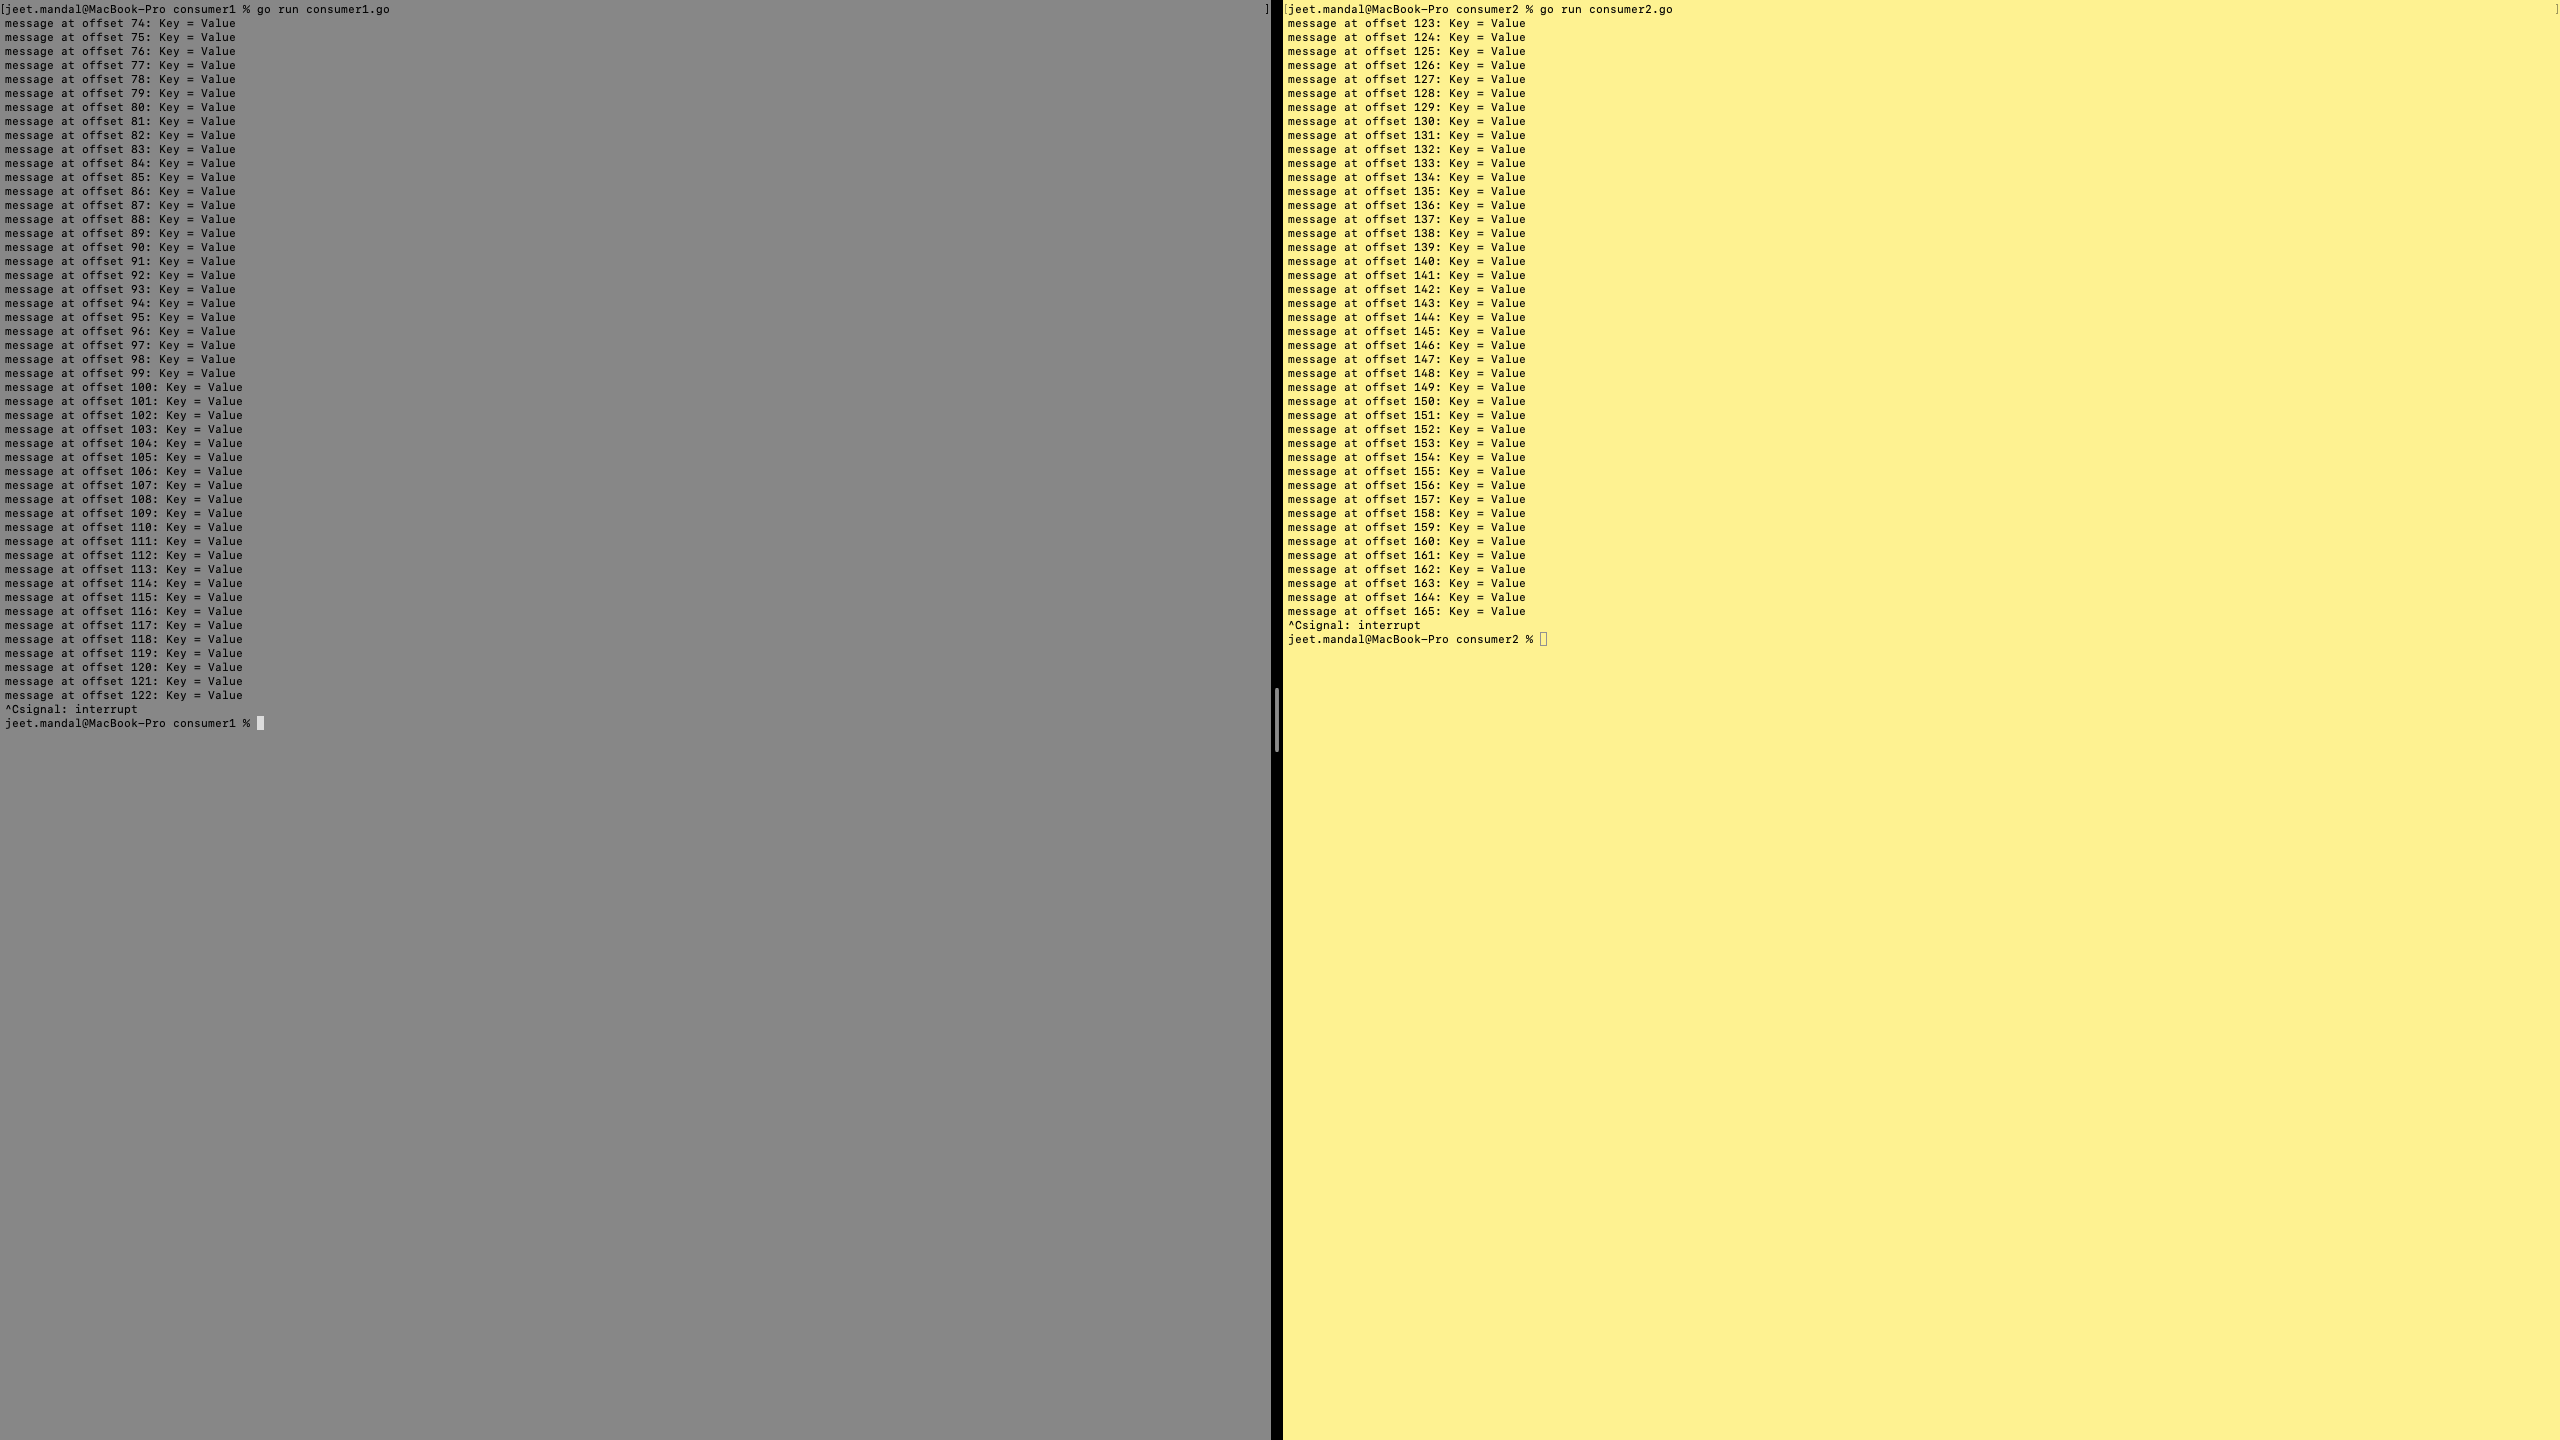 [jeet.mandal@MacBook-Pro consumer1 % go run consumer1.go ]
message at offset 74: Key = Value
message at offset 75: Key = Value
message at offset 76: Key = Value
message at offset 77: Key = Value
message at offset 78: Key = Value
message at offset 79: Key = Value
message at offset 80: Key = Value
message at offset 81: Key = Value
message at offset 82: Key = Value
message at offset 83: Key = Value
message at offset 84: Key = Value
message at offset 85: Key = Value
message at offset 86: Key = Value
message at offset 87: Key = Value
message at offset 88: Key = Value
message at offset 89: Key = Value
message at offset 90: Key = Value
message at offset 91: Key = Value
message at offset 92: Key = Value
message at offset 93: Key = Value
message at offset 94: Key = Value
message at offset 95: Key = Value
message at offset 96: Key = Value
message at offset 97: Key = Value
message at offset 98: Key = Value
message at offset 99: Key = Value
message at offset 100: Key = Value
message at offset 101: Key = Value
message at offset 102: Key = Value
message at offset 103: Key = Value
message at offset 104: Key = Value
message at offset 105: Key = Value
message at offset 106: Key = Value
message at offset 107: Key = Value
message at offset 108: Key = Value
message at offset 109: Key = Value
message at offset 110: Key = Value
message at offset 111: Key = Value
message at offset 112: Key = Value
message at offset 113: Key = Value
message at offset 114: Key = Value
message at offset 115: Key = Value
message at offset 116: Key = Value
message at offset 117: Key = Value
message at offset 118: Key = Value
message at offset 119: Key = Value
message at offset 120: Key = Value
message at offset 121: Key = Value
message at offset 122: Key = Value
^Csignal: interrupt
jeet.mandal@MacBook-Pro consumer1 %
[jeet.mandal@MacBook-Pro consumer2 % go run consumer2.go ]
message at offset 123: Key = Value
message at offset 124: Key = Value
message at offset 125: Key = Value
message at offset 126: Key = Value
message at offset 127: Key = Value
message at offset 128: Key = Value
message at offset 129: Key = Value
message at offset 130: Key = Value
message at offset 131: Key = Value
message at offset 132: Key = Value
message at offset 133: Key = Value
message at offset 134: Key = Value
message at offset 135: Key = Value
message at offset 136: Key = Value
message at offset 137: Key = Value
message at offset 138: Key = Value
message at offset 139: Key = Value
message at offset 140: Key = Value
message at offset 141: Key = Value
message at offset 142: Key = Value
message at offset 143: Key = Value
message at offset 144: Key = Value
message at offset 145: Key = Value
message at offset 146: Key = Value
message at offset 147: Key = Value
message at offset 148: Key = Value
message at offset 149: Key = Value
message at offset 150: Key = Value
message at offset 151: Key = Value
message at offset 152: Key = Value
message at offset 153: Key = Value
message at offset 154: Key = Value
message at offset 155: Key = Value
message at offset 156: Key = Value
message at offset 157: Key = Value
message at offset 158: Key = Value
message at offset 159: Key = Value
message at offset 160: Key = Value
message at offset 161: Key = Value
message at offset 162: Key = Value
message at offset 163: Key = Value
message at offset 164: Key = Value
message at offset 165: Key = Value
^Csignal: interrupt
jeet.mandal@MacBook-Pro consumer2 %